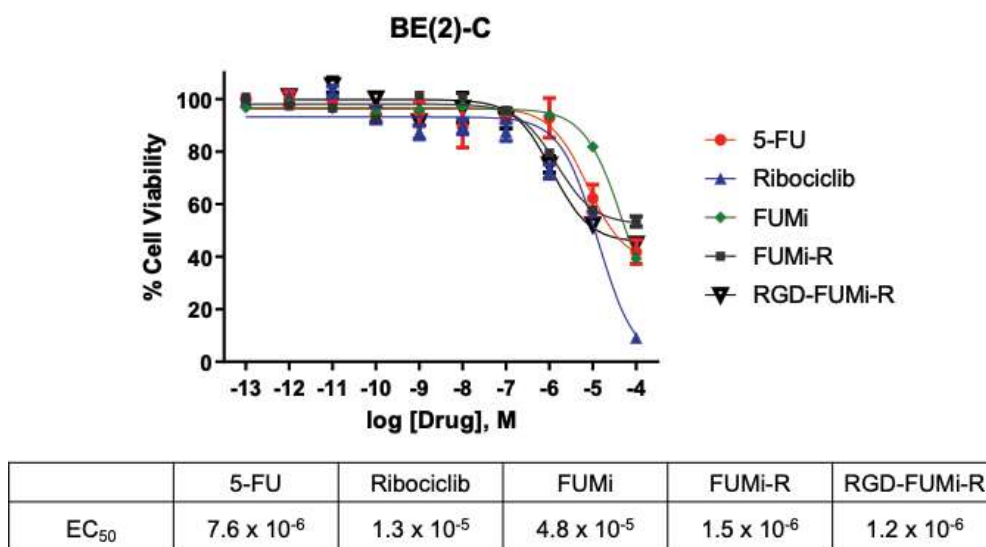 BE(2)-C
% Cell Viability
100
80
60
40
20
0
-13 -12 -11 -10 -9 -8 -7 -6 -5 -4
log [Drug], M
5-FU
Ribociclib
FUMi
FUMi-R
RGD-FUMi-R
5-FU Ribociclib FUMi FUMi-R RGD-FUMi-R
EC₅₀ 7.6 x 10⁻⁶ 1.3 x 10⁻⁵ 4.8 x 10⁻⁵ 1.5 x 10⁻⁶ 1.2 x 10⁻⁶